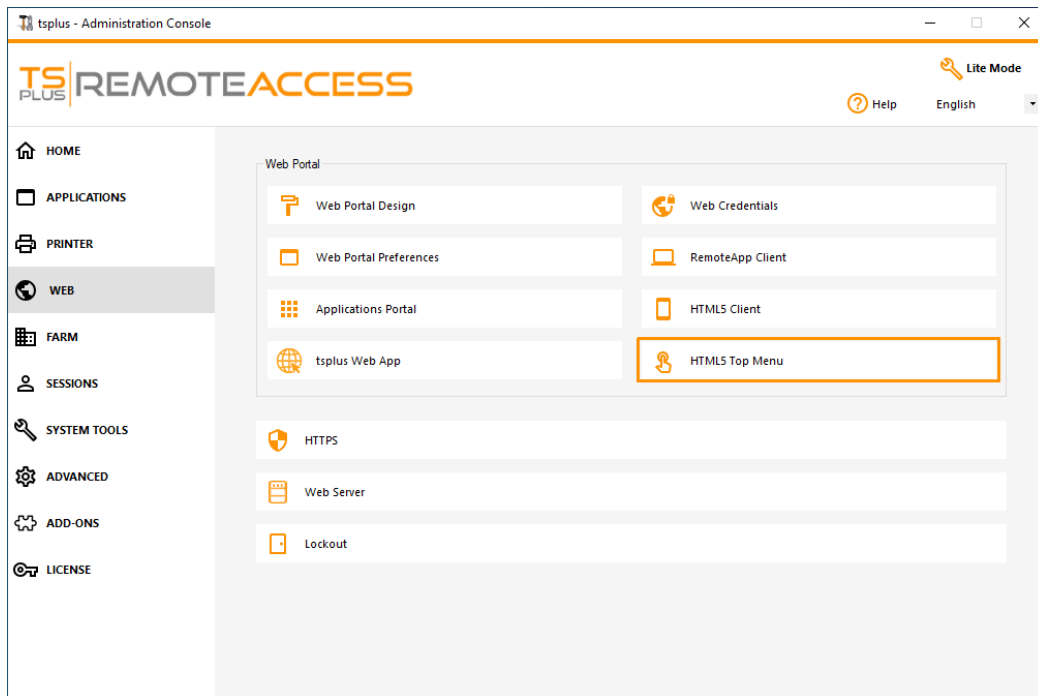 tsplus - Administration Console
TS PLUS REMOTEACCESS
Lite Mode
Help
English
HOME
APPLICATIONS
PRINTER
WEB
FARM
SESSIONS
SYSTEM TOOLS
ADVANCED
ADD-ONS
LICENSE
Web Portal
Web Portal Design
Web Credentials
Web Portal Preferences
RemoteApp Client
Applications Portal
HTML5 Client
tsplus Web App
HTML5 Top Menu
HTTPS
Web Server
Lockout